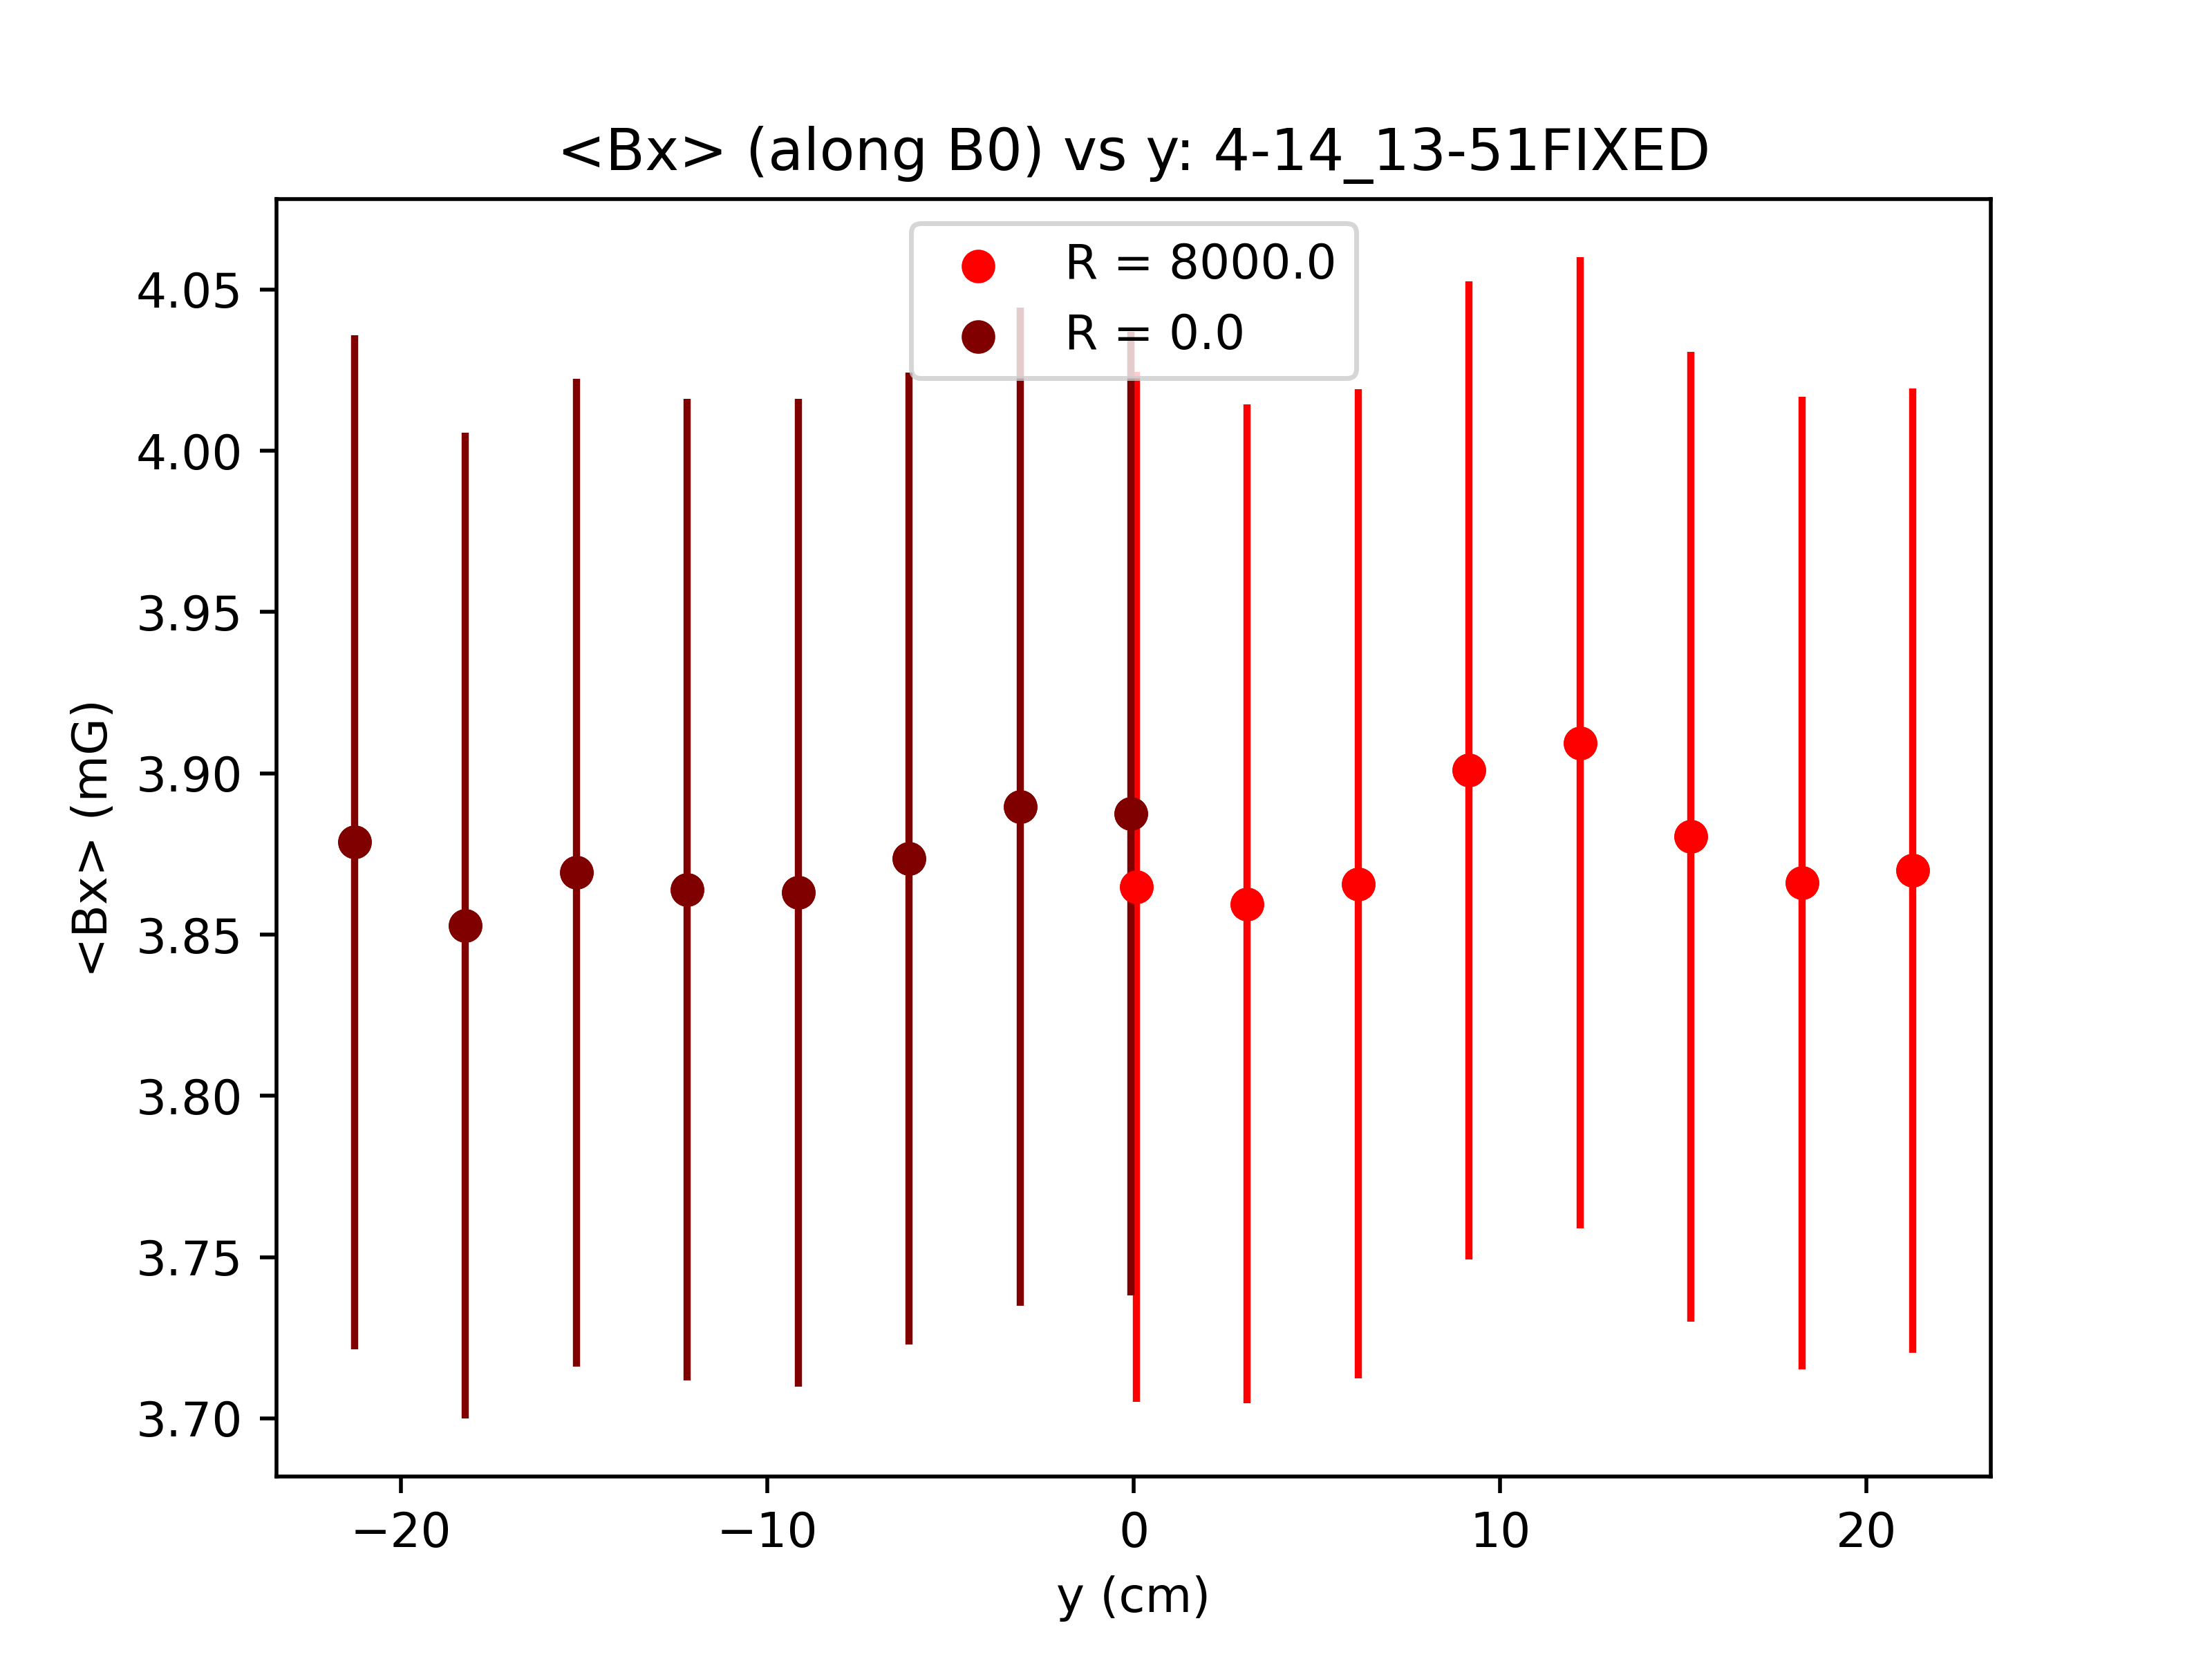 <Bx> (along B0) vs y: 4-14_13-51FIXED
R = 8000.0
R = 0.0
4.05
4.00
3.95
3.90
3.85
3.80
3.75
3.70
<Bx> (mG)
−20
−10
0
10
20
y (cm)